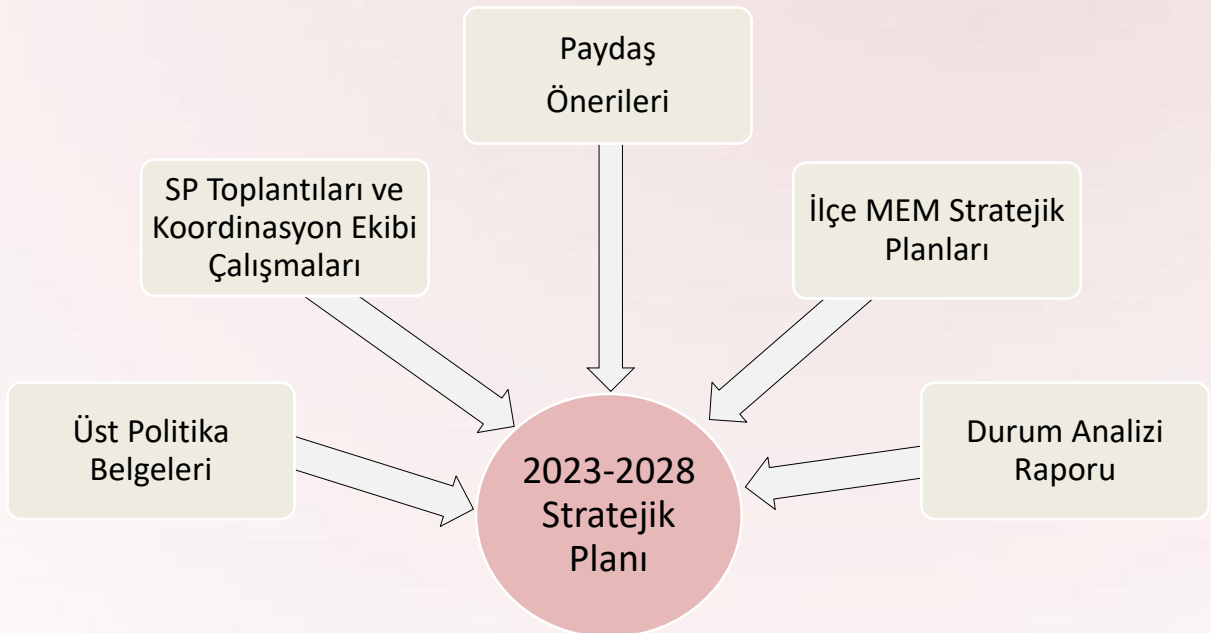 Paydaş
Önerileri
SP Toplantıları ve
Koordinasyon Ekibi
Çalışmaları
İlçe MEM Stratejik
Planları
Üst Politika
Belgeleri
Durum Analizi
Raporu
2023-2028
Stratejik
Planı